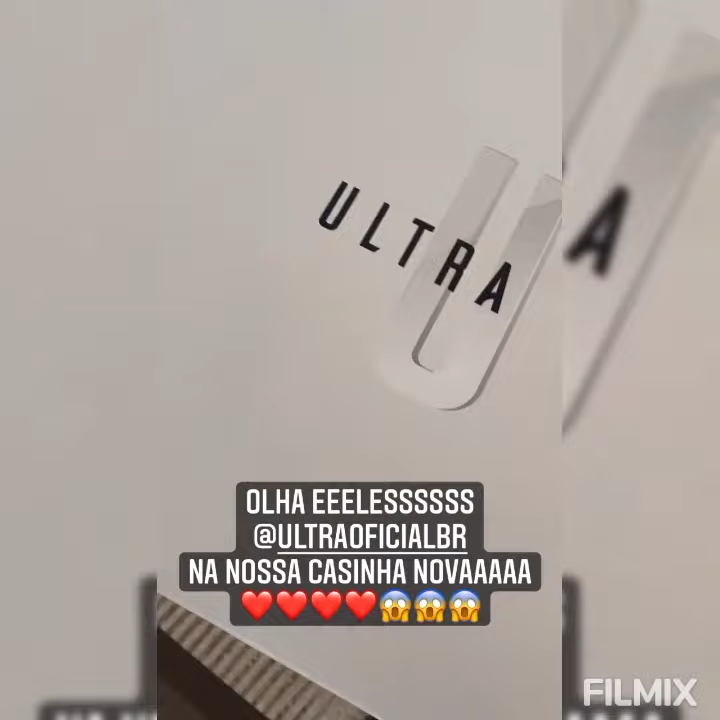 ULTRA
OLHA EEELESSSSSS
@ULTRAOFICIALBR
NA NOSSA CASINHA NOVAAAAA
❤️❤️❤️❤️😱😱😱
FILMIX